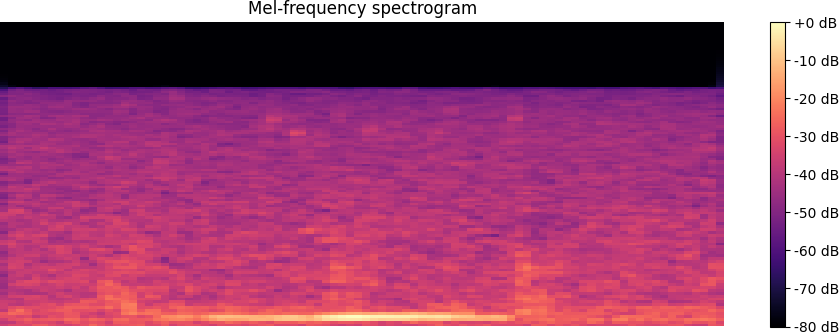 Mel-frequency spectrogram
+0 dB
-10 dB
-20 dB
-30 dB
-40 dB
-50 dB
-60 dB
-70 dB
-80 dB